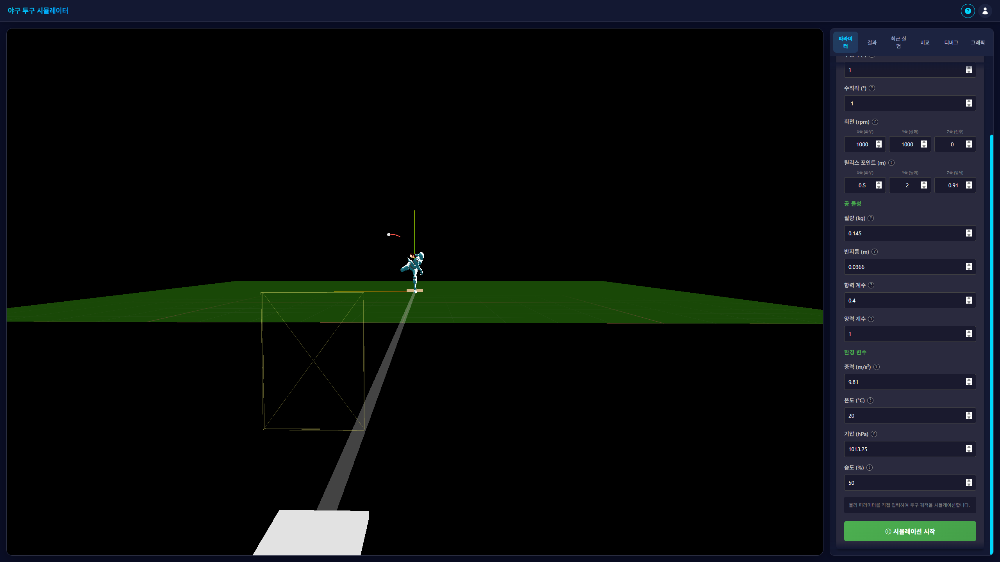 야구 투구 시뮬레이터
?
파라미
터
결과
최근 실
험
비교
디버그
그래픽
1
수직각 (°) ?
-1
회전 (rpm) ?
X축 (좌우) Y축 (상하) Z축 (전후)
1000 1000 0
릴리스 포인트 (m) ?
X축 (좌우) Y축 (높이) Z축 (앞뒤)
0.5 2 -0.91
공 물성
질량 (kg) ?
0.145
반지름 (m) ?
0.0366
항력 계수 ?
0.4
양력 계수 ?
1
환경 변수
중력 (m/s²) ?
9.81
온도 (°C) ?
20
기압 (hPa) ?
1013.25
습도 (%) ?
50
물리 파라미터를 직접 입력하여 투구 궤적을 시뮬레이션합니다.
시뮬레이션 시작